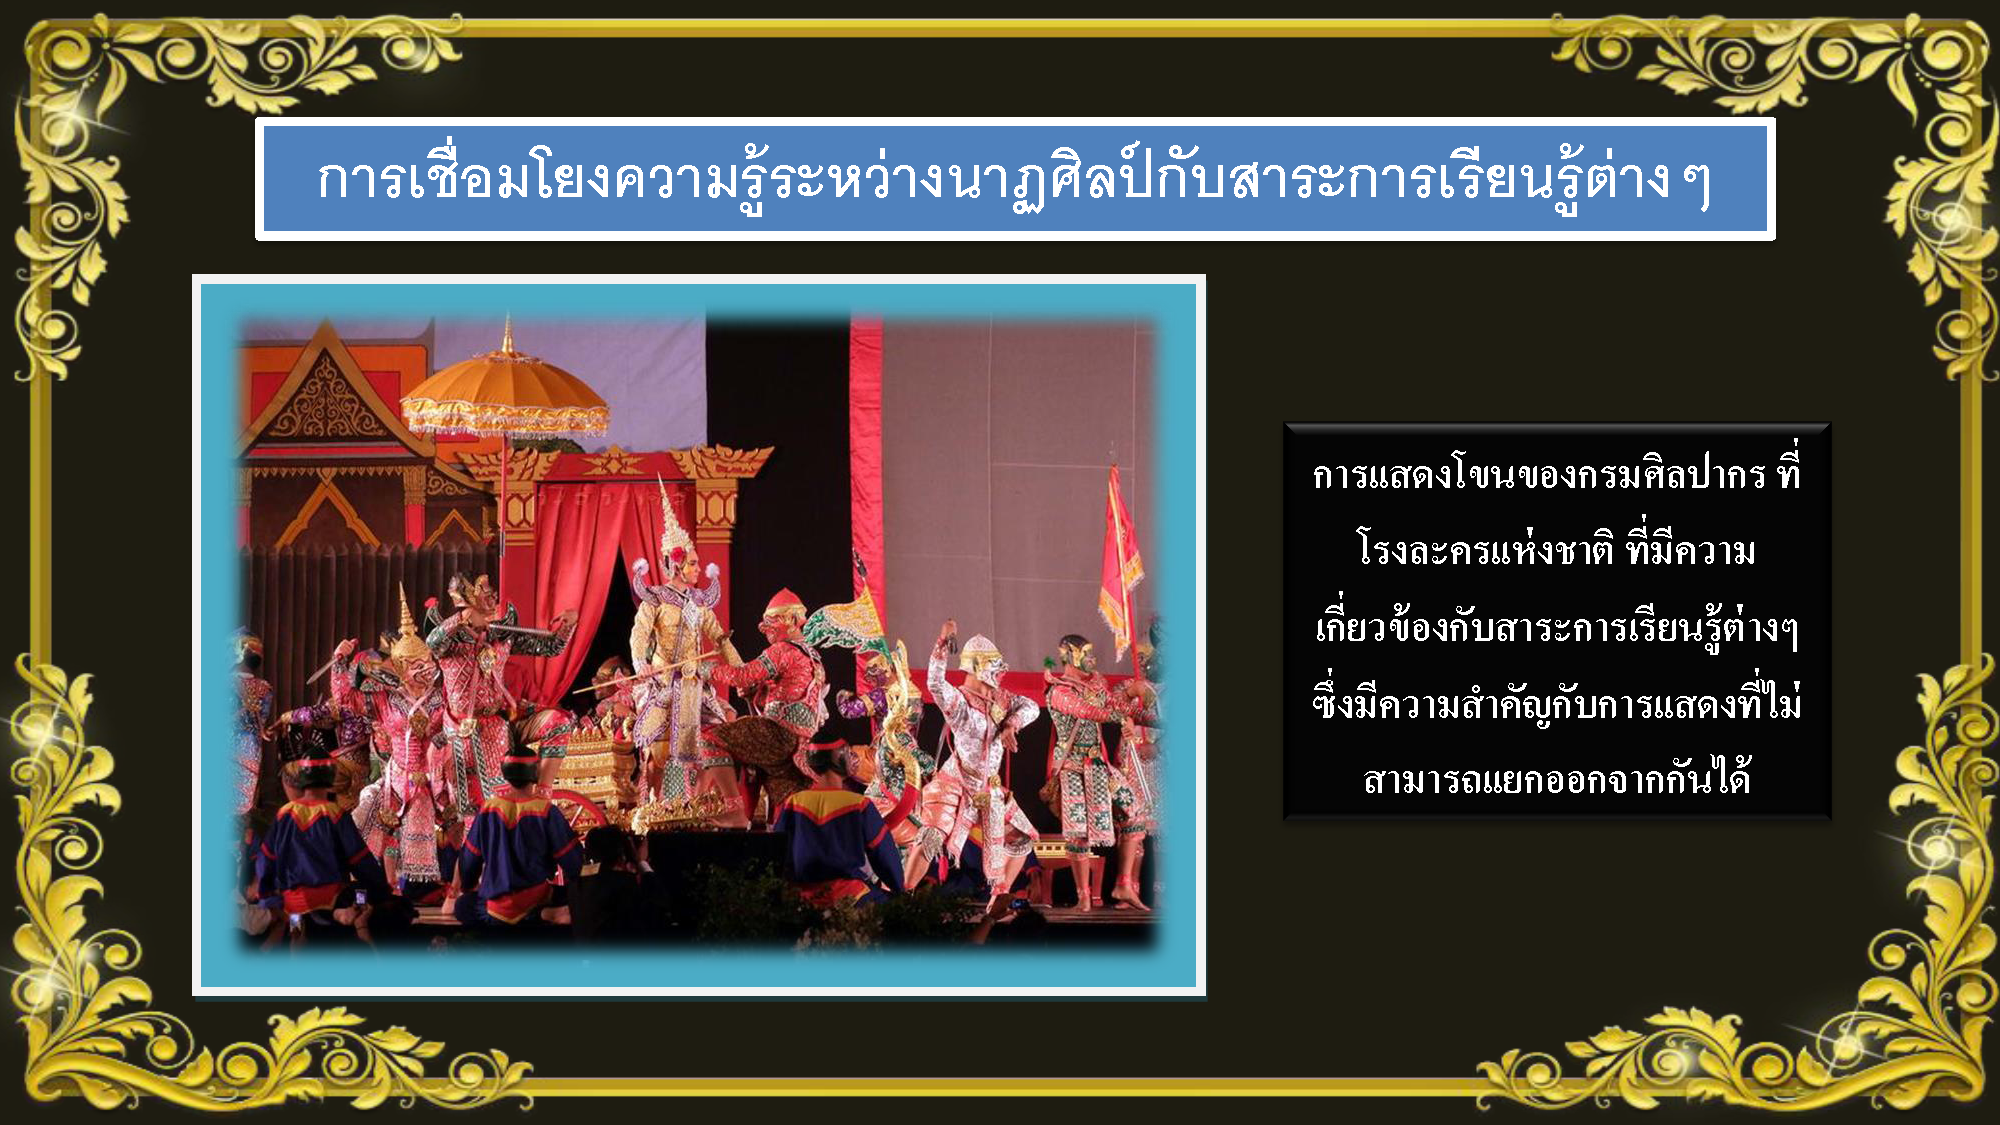 การเชื่อมโยงความรู้ระหว่างนาฏศิลป์กับสาระการเรียนรู้ต่าง ๆ
การแสดงโขนของกรมศิลปากร ที่
โรงละครแห่งชาติ ที่มีความ
เกี่ยวข้องกับสาระการเรียนรู้ต่างๆ
ซึ่งมีความสำคัญกับการแสดงที่ไม่
สามารถแยกออกจากกันได้